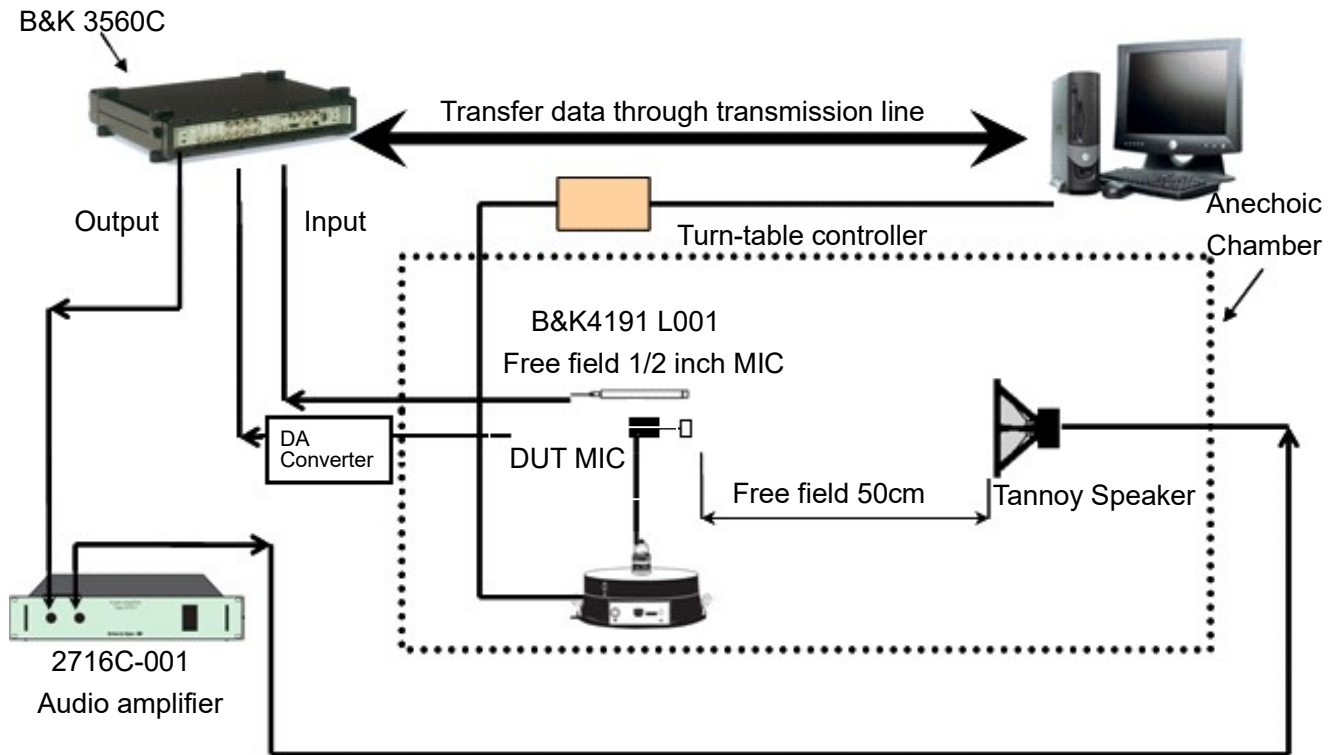 B&K 3560C
Transfer data through transmission line
Output
Input
Turn-table controller
Anechoic
Chamber
B&K4191 L001
Free field 1/2 inch MIC
DA
Converter
DUT MIC
Free field 50cm
Tannoy Speaker
2716C-001
Audio amplifier